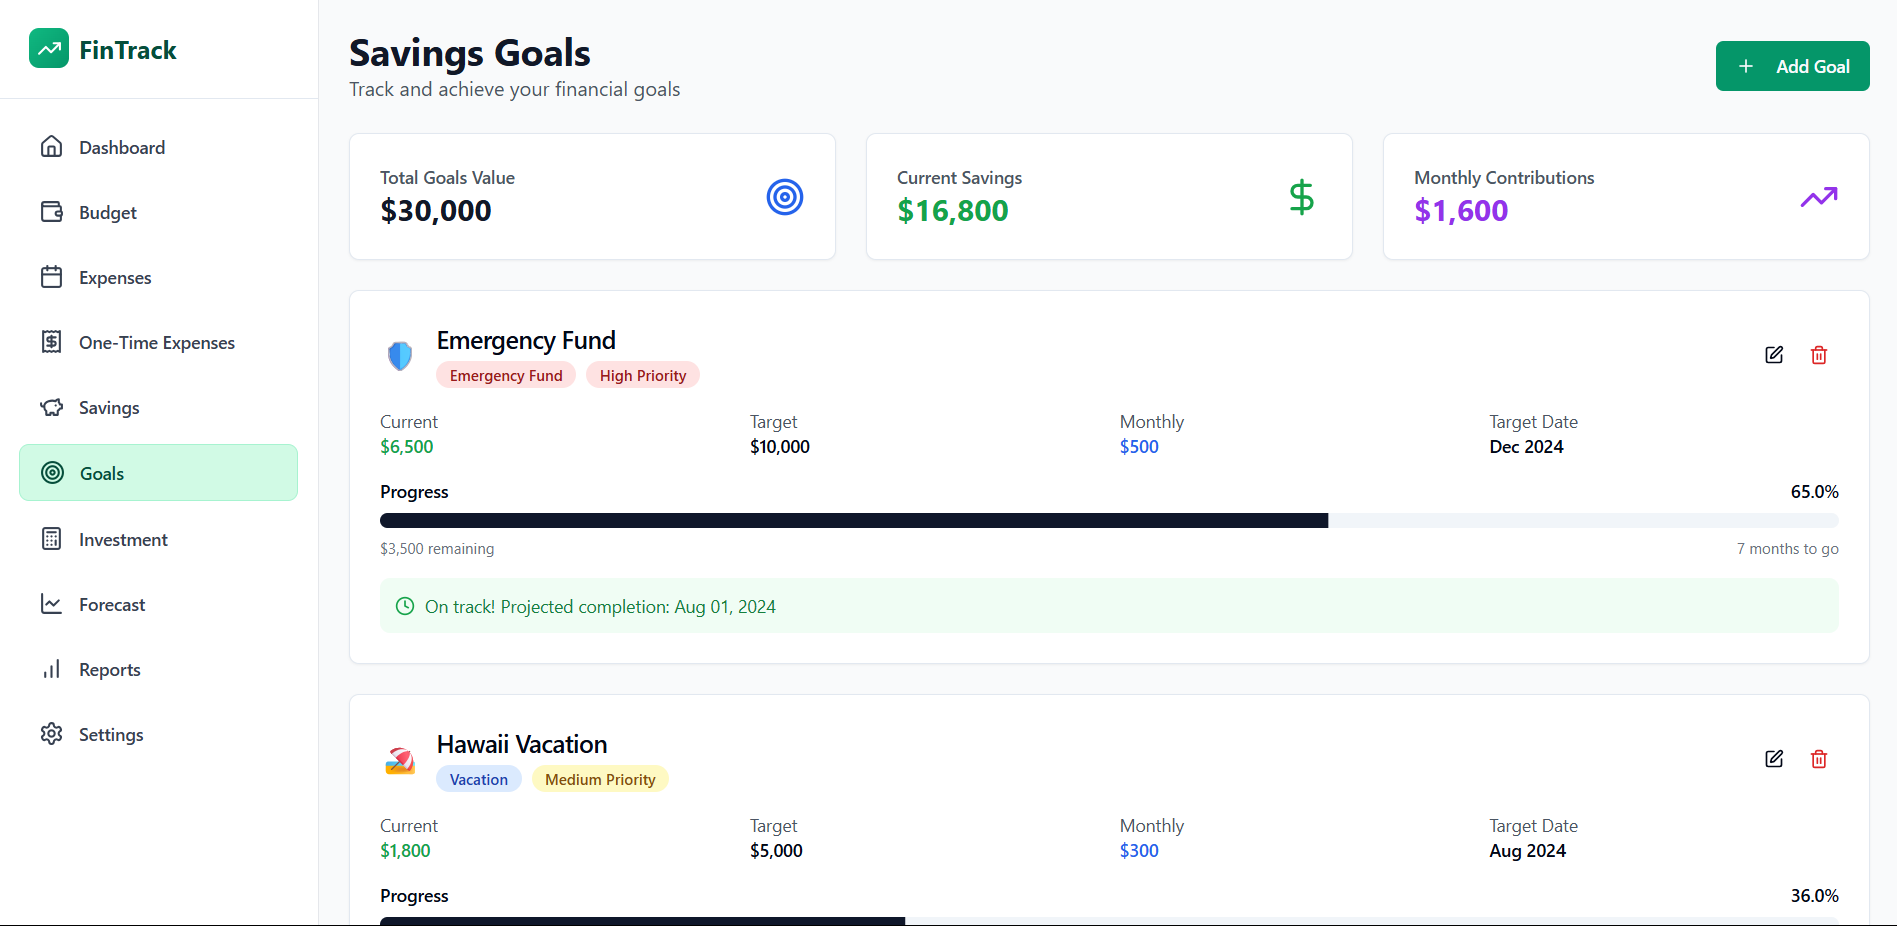 FinTrack
Dashboard
Budget
Expenses
One-Time Expenses
Savings
Goals
Investment
Forecast
Reports
Settings
Savings Goals
Track and achieve your financial goals
Add Goal
Total Goals Value
$30,000
Current Savings
$16,800
Monthly Contributions
$1,600
Emergency Fund
Emergency Fund High Priority
Current Target Monthly Target Date
$6,500 $10,000 $500 Dec 2024
Progress 65.0%
$3,500 remaining 7 months to go
On track! Projected completion: Aug 01, 2024
Hawaii Vacation
Vacation Medium Priority
Current Target Monthly Target Date
$1,800 $5,000 $300 Aug 2024
Progress 36.0%